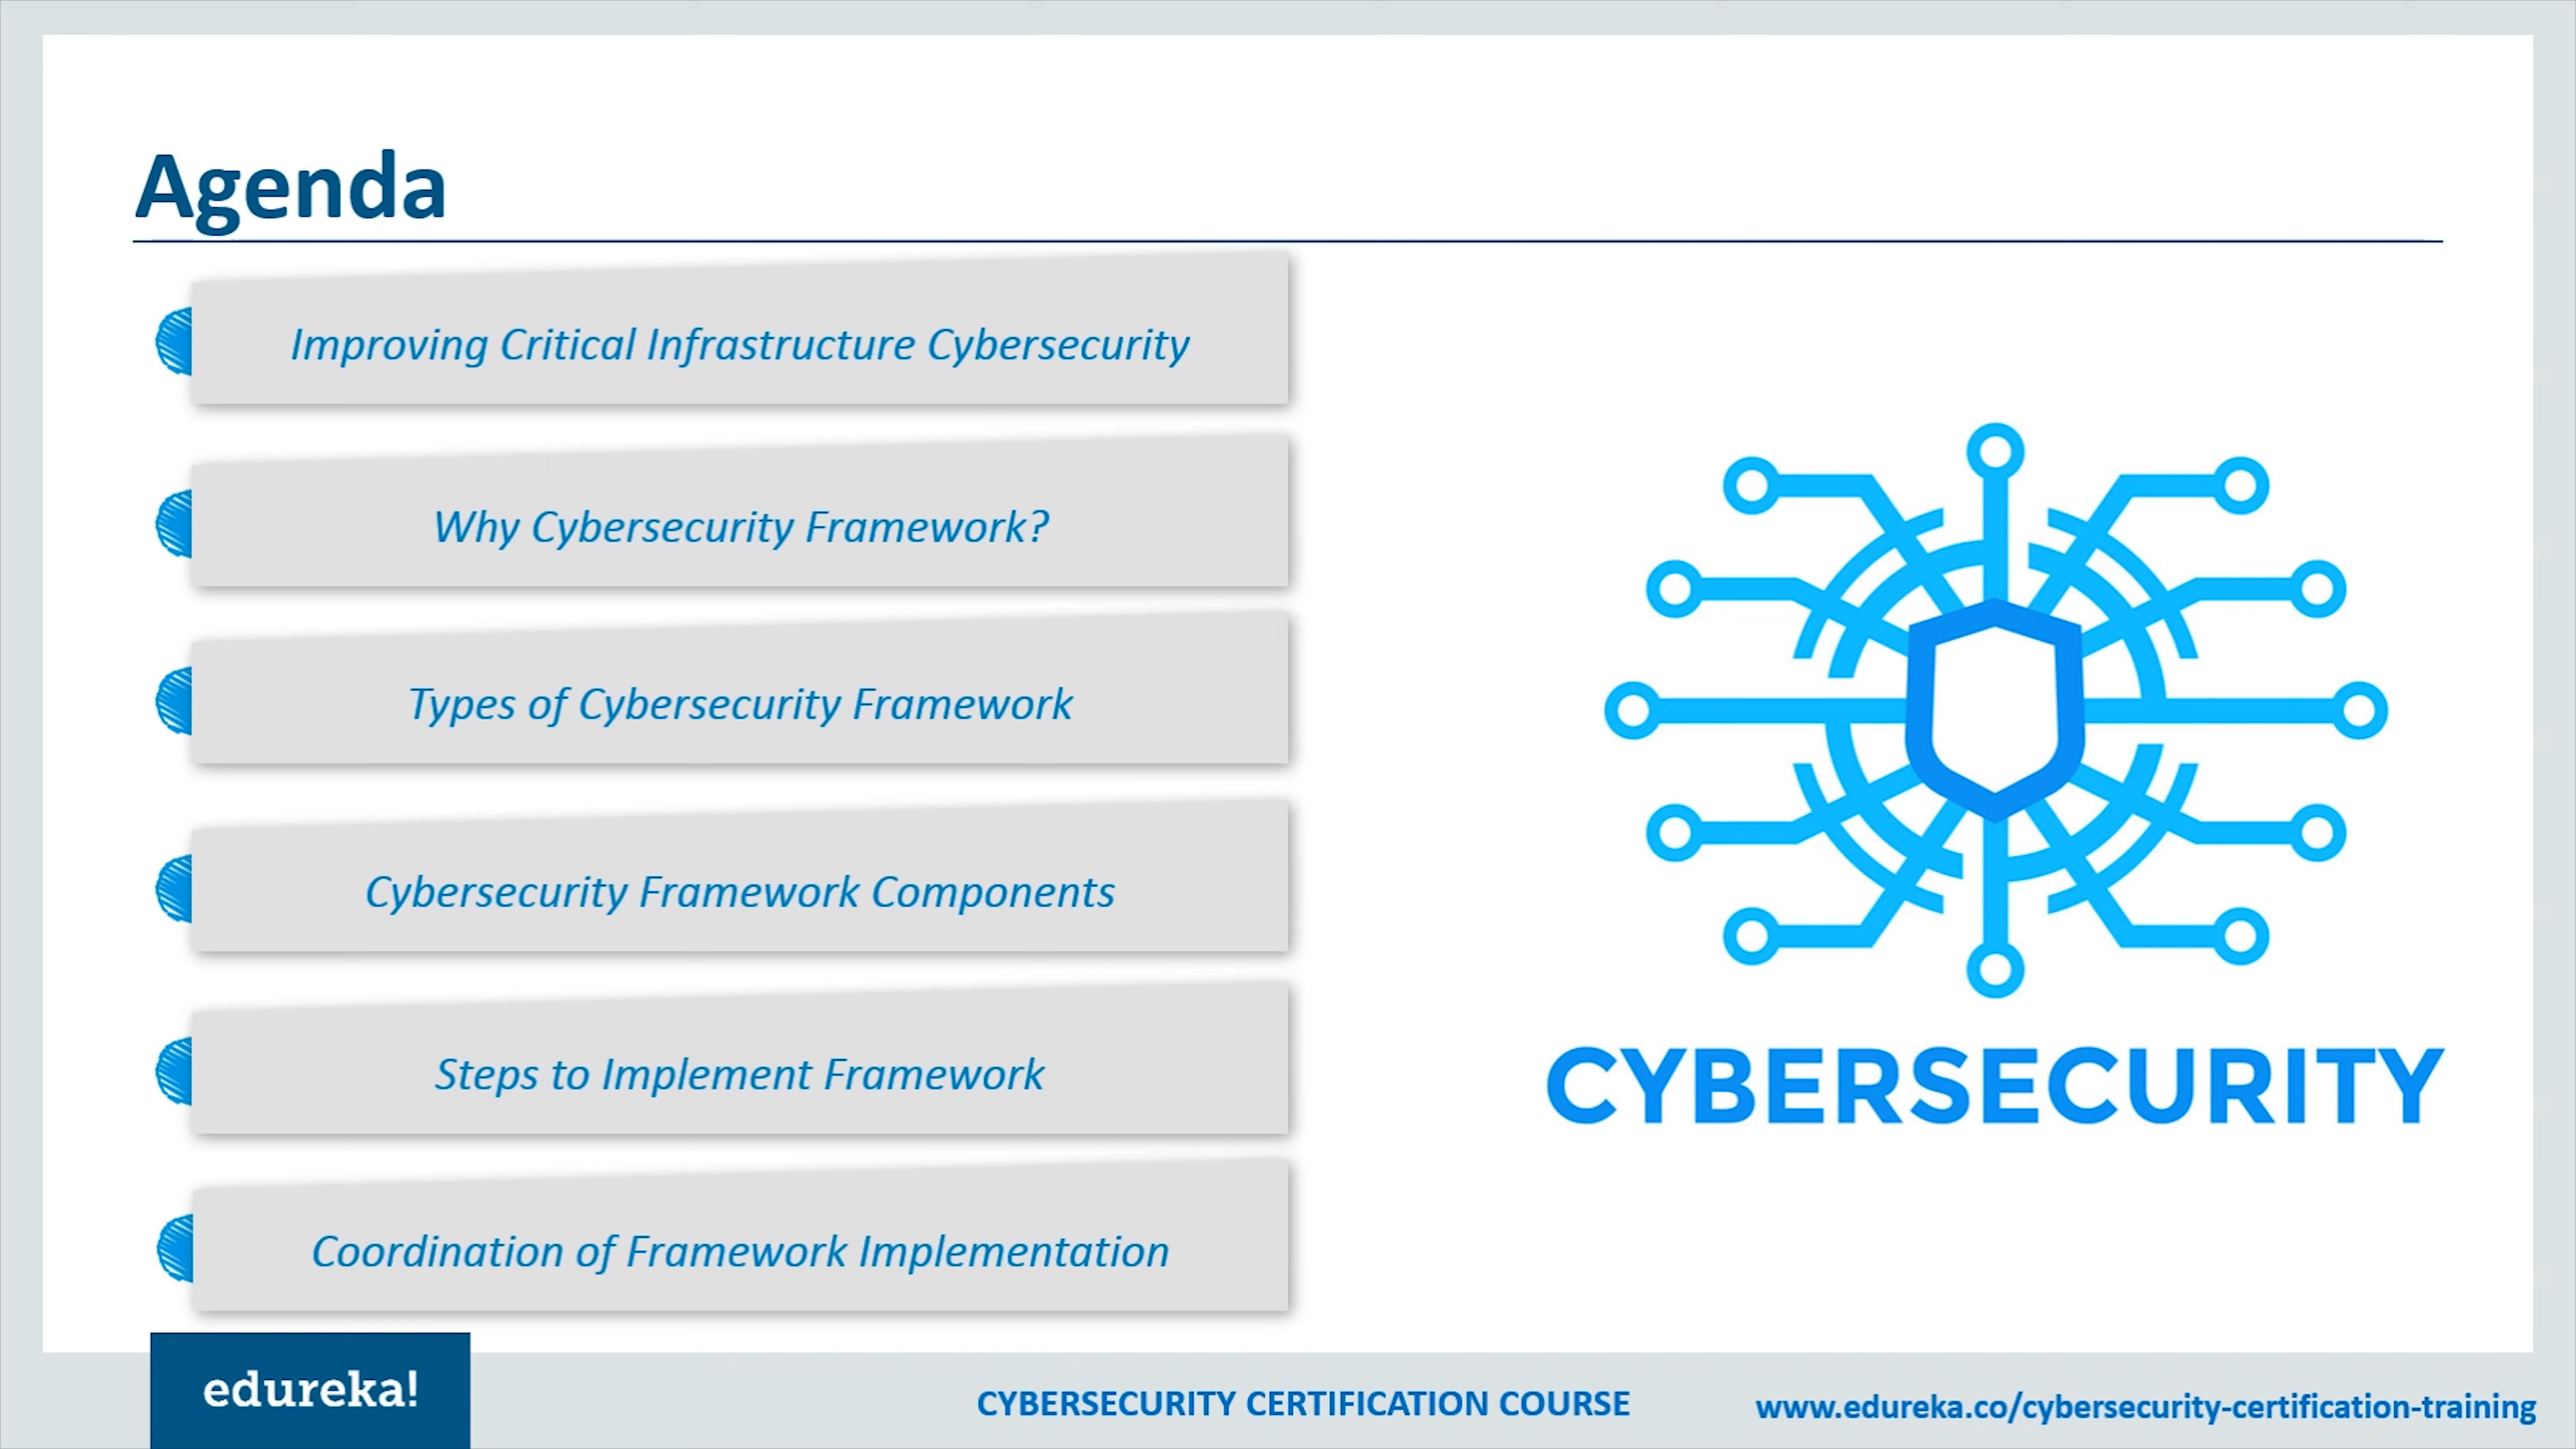 Agenda
Improving Critical Infrastructure Cybersecurity
Why Cybersecurity Framework?
Types of Cybersecurity Framework
Cybersecurity Framework Components
Steps to Implement Framework
Coordination of Framework Implementation
CYBERSECURITY
edureka!
CYBERSECURITY CERTIFICATION COURSE
www.edureka.co/cybersecurity-certification-training